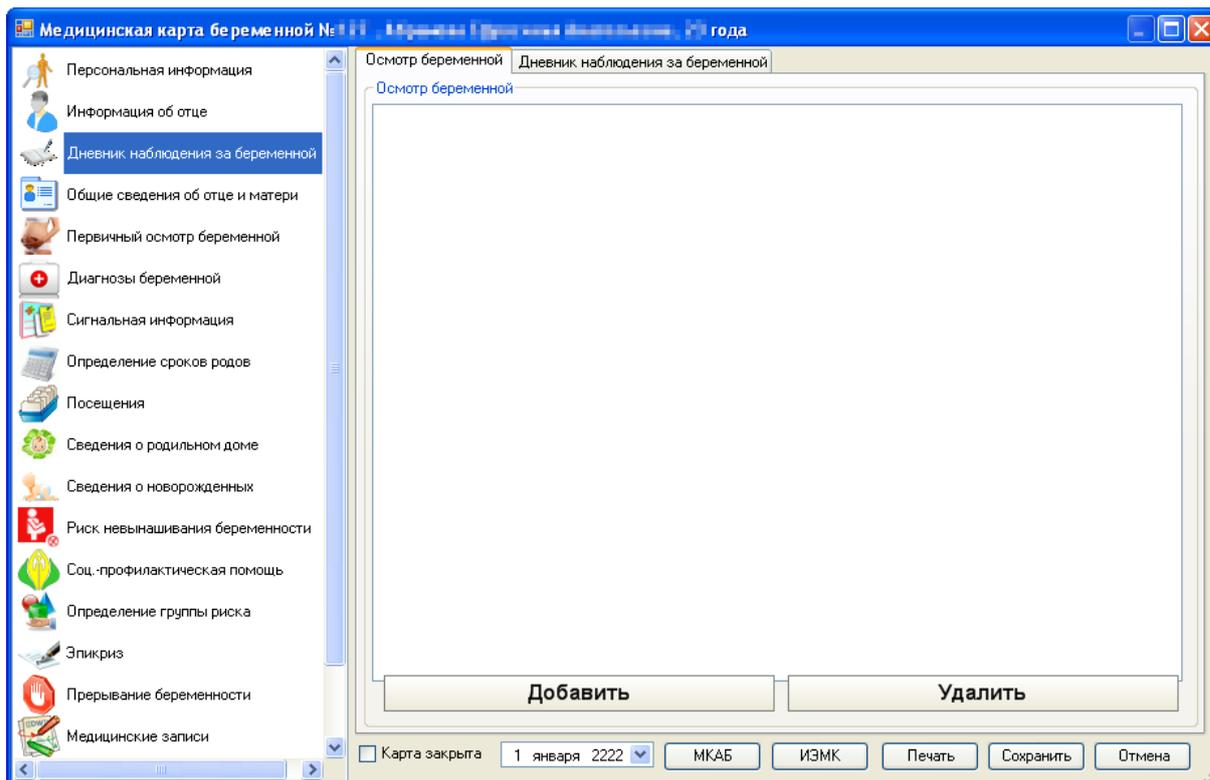 Медицинская карта беременной № года
Персональная информация
Информация об отце
Дневник наблюдения за беременной
Общие сведения об отце и матери
Первичный осмотр беременной
Диагнозы беременной
Сигнальная информация
Определение сроков родов
Посещения
Сведения о родильном доме
Сведения о новорожденных
Риск невынашивания беременности
Соц.-профилактическая помощь
Определение группы риска
Эпикриз
Прерывание беременности
Медицинские записи
Осмотр беременной Дневник наблюдения за беременной
Осмотр беременной
Добавить Удалить
Карта закрыта 1 января 2222 МКАБ ИЗМК Печать Сохранить Отмена